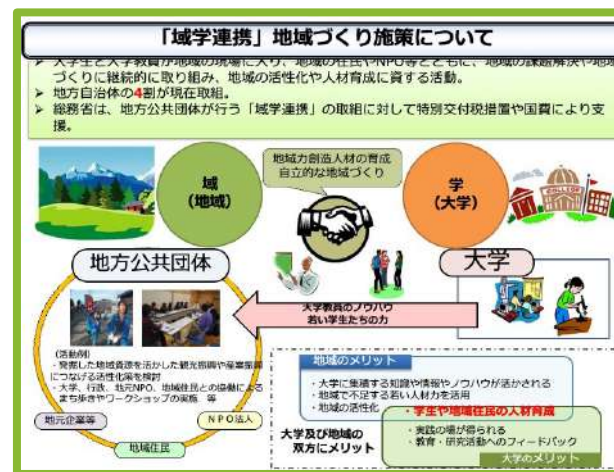 「域学連携」地域づくり施策について
➢ 大学生と大学教員が地域の現場に入り、地域の住民やNPO等とともに、地域の課題解決や地域
づくりに継続的に取り組み、地域の活性化や人材育成に資する活動。
➢ 地方自治体の4割が現在取組。
➢ 総務省は、地方公共団体が行う「域学連携」の取組に対して特別交付税措置や国費により支
援。
域
(地域)
地域力創造人材の育成
自立的な地域づくり
学
(大学)
COLLEGE
地方公共団体
大学
大学教員のノウハウ
若い学生たちの力
(活動例)
・発掘した地域資源を活かした観光振興や産業振興
につなげる活性化策を検討
・大学、行政、地元NPO、地域住民との協働による
まち歩きやワークショップの実施 等
地元企業等
NPO法人
地域住民
地域のメリット
・大学に集積する知識や情報やノウハウが活かされる
・地域で不足する若い人材力を活用
・地域の活性化
・学生や地域住民の人材育成
大学及び地域の
双方にメリット
・実践の場が得られる
・教育・研究活動へのフィードバック
大学のメリット